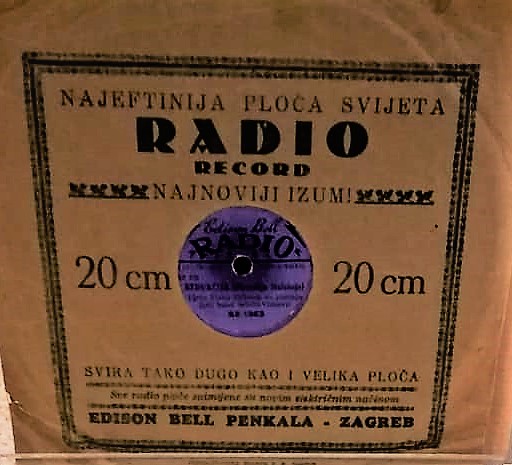 NAJEFTINIJA PLOČA SVIJETA
RADIO
RECORD
NAJNOVIJI IZUM!
Edison Bell
RADIO
20 cm
20 cm
SVIRA TAKO DUGO KAO I VELIKA PLOČA
Sve radio ploče snimljene su novim električnim načinom
EDISON BELL PENKALA - ZAGREB